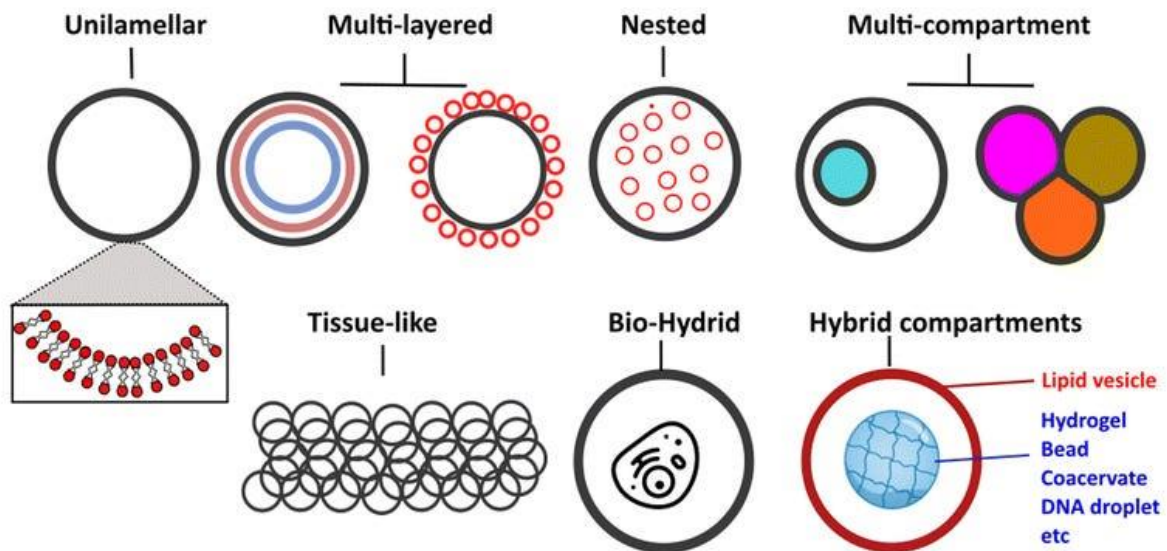 Unilamellar
Multi-layered
Nested
Multi-compartment
Tissue-like
Bio-Hydrid
Hybrid compartments
Lipid vesicle
Hydrogel
Bead
Coacervate
DNA droplet
etc